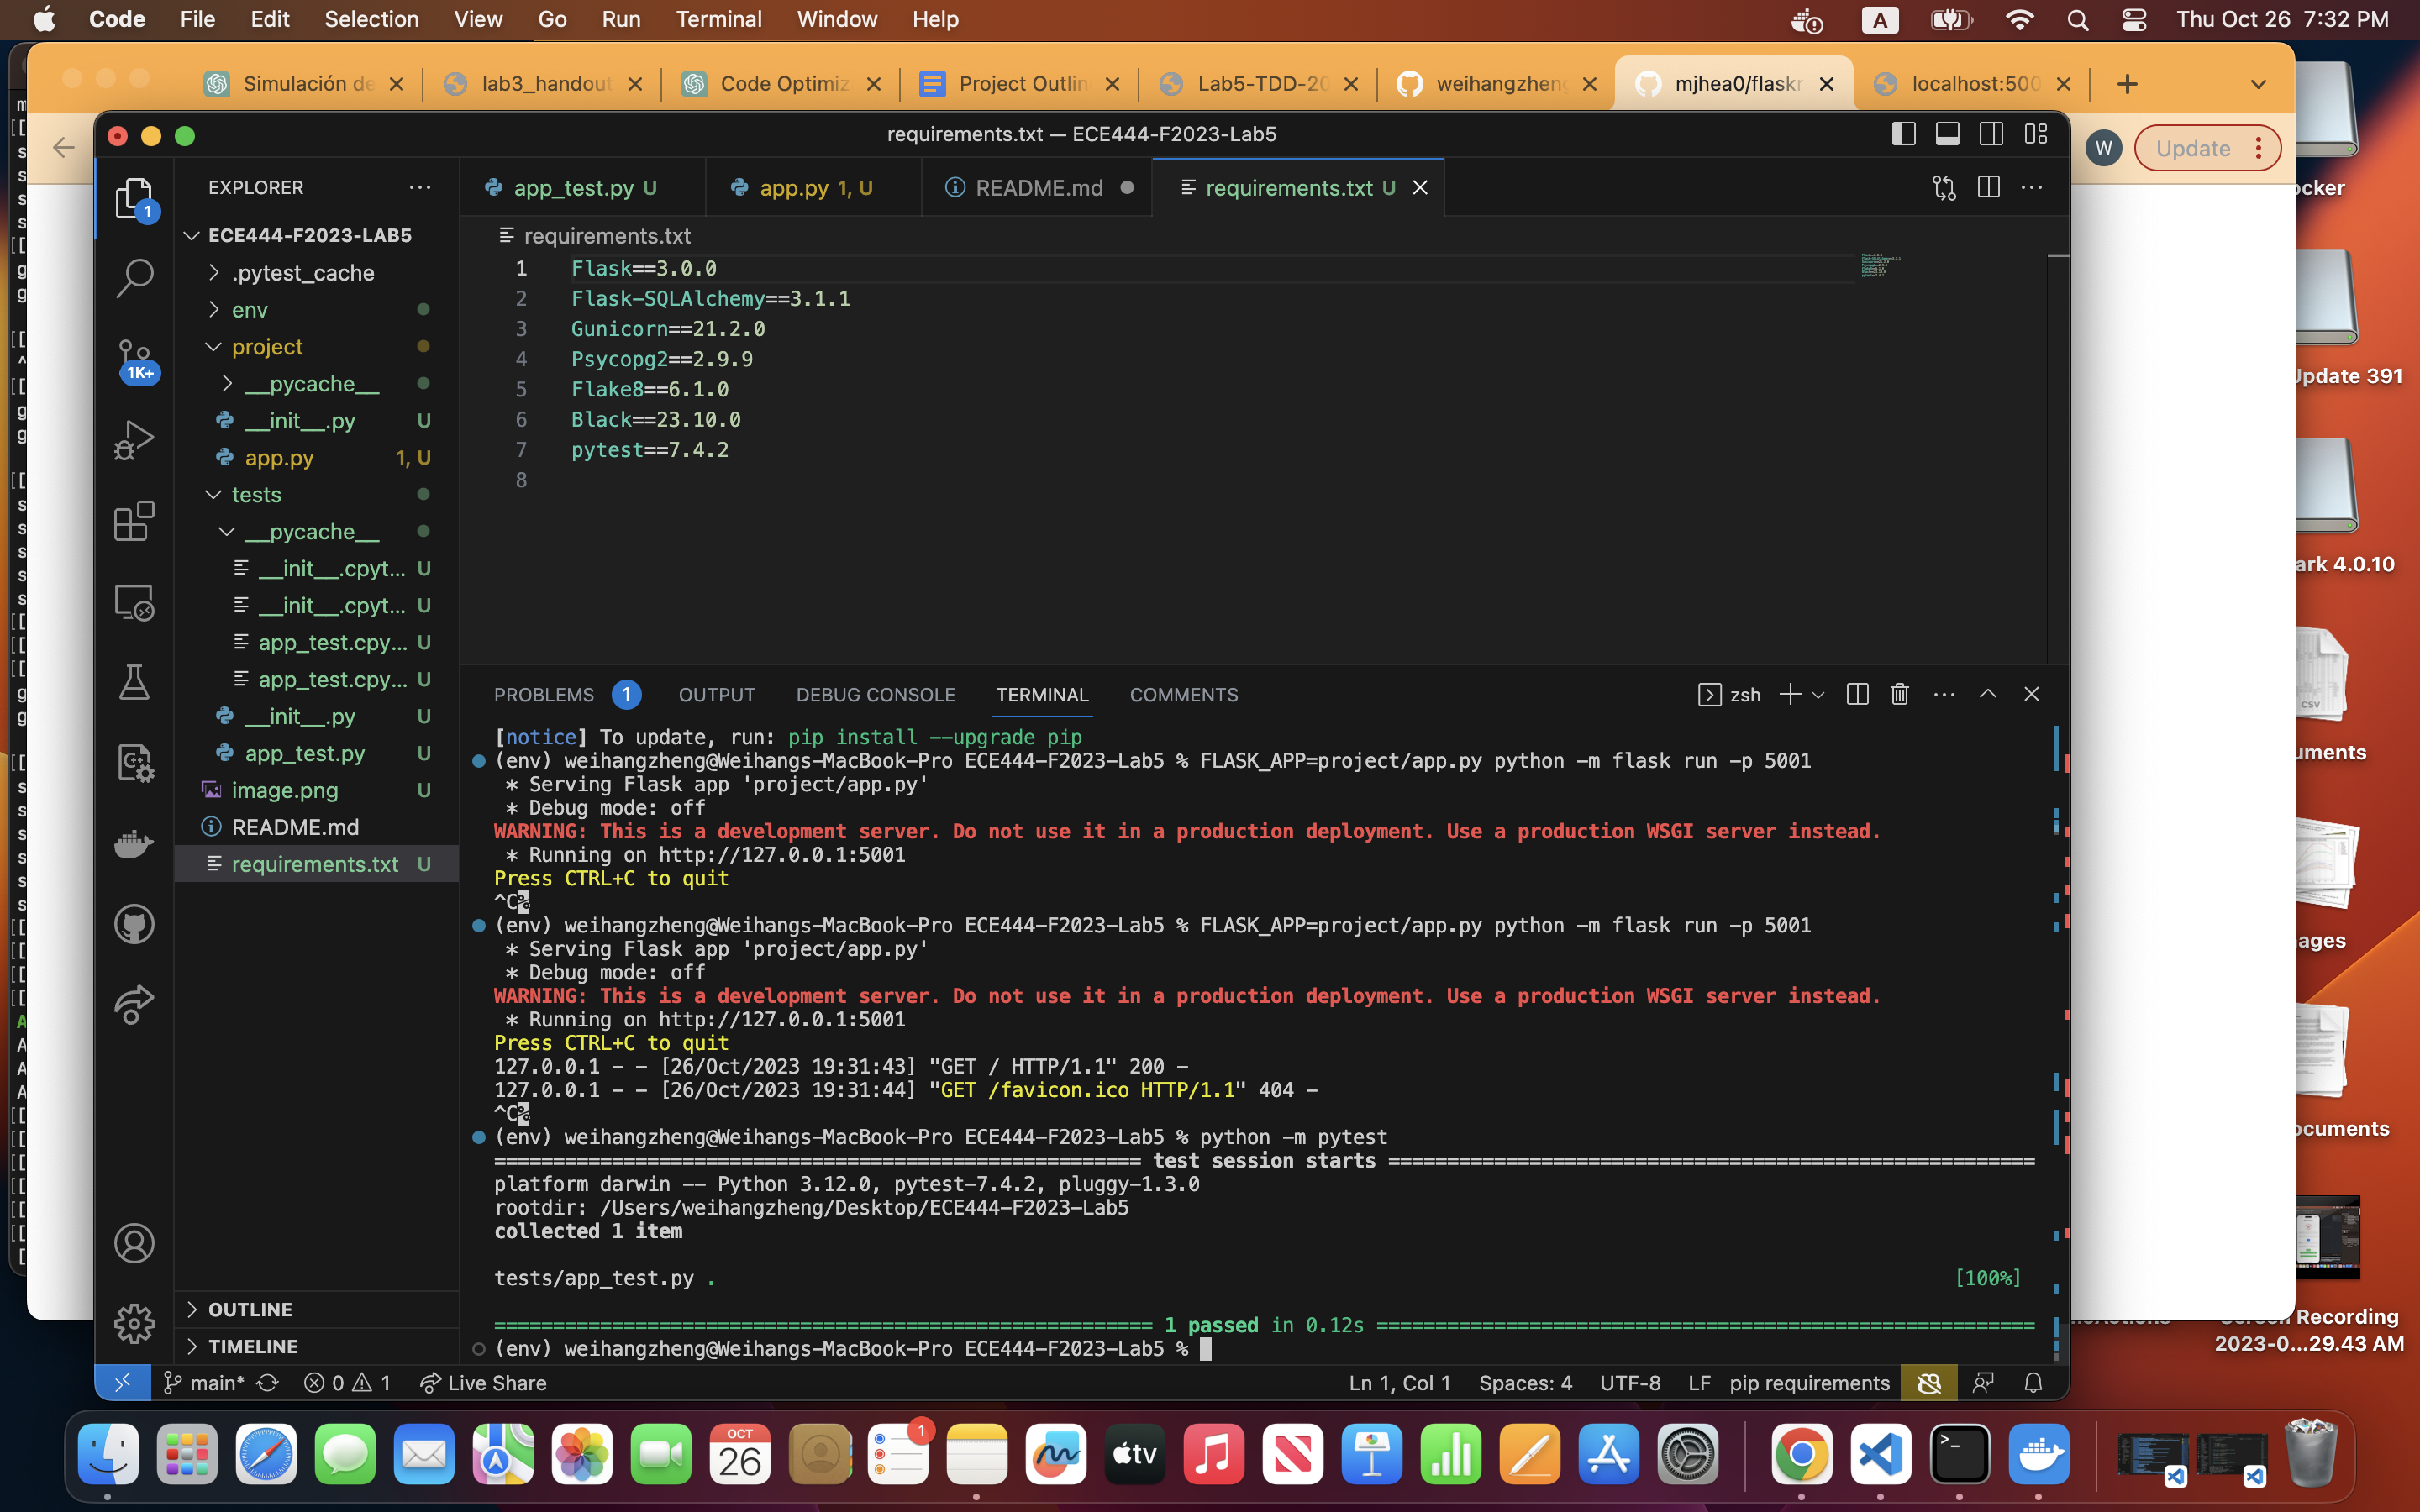 Code File Edit Selection View Go Run Terminal Window Help
A
Thu Oct 26 7:32 PM
Simulación de
lab3_handout
Code Optimiz
Project Outlin
Lab5-TDD-20
weihangzheng
mjhea0/flaskr
localhost:500
W
Update
requirements.txt — ECE444-F2023-Lab5
EXPLORER
app_test.py U
app.py 1, U
README.md
requirements.txt U
ECE444-F2023-LAB5
.pytest_cache
env
project
__pycache__
__init__.py U
app.py 1, U
tests
__pycache__
__init__.cpyt... U
__init__.cpyt... U
app_test.cpy... U
app_test.cpy... U
__init__.py U
app_test.py U
image.png U
README.md
requirements.txt U
OUTLINE
TIMELINE
1
1K+
requirements.txt
1 Flask==3.0.0
2 Flask-SQLAlchemy==3.1.1
3 Gunicorn==21.2.0
4 Psycopg2==2.9.9
5 Flake8==6.1.0
6 Black==23.10.0
7 pytest==7.4.2
8
PROBLEMS 1 OUTPUT DEBUG CONSOLE TERMINAL COMMENTS
zsh
[notice] To update, run: pip install --upgrade pip
(env) weihangzheng@Weihangs-MacBook-Pro ECE444-F2023-Lab5 % FLASK_APP=project/app.py python -m flask run -p 5001
* Serving Flask app 'project/app.py'
* Debug mode: off
WARNING: This is a development server. Do not use it in a production deployment. Use a production WSGI server instead.
* Running on http://127.0.0.1:5001
Press CTRL+C to quit
^C%
(env) weihangzheng@Weihangs-MacBook-Pro ECE444-F2023-Lab5 % FLASK_APP=project/app.py python -m flask run -p 5001
* Serving Flask app 'project/app.py'
* Debug mode: off
WARNING: This is a development server. Do not use it in a production deployment. Use a production WSGI server instead.
* Running on http://127.0.0.1:5001
Press CTRL+C to quit
127.0.0.1 - - [26/Oct/2023 19:31:43] "GET / HTTP/1.1" 200 -
127.0.0.1 - - [26/Oct/2023 19:31:44] "GET /favicon.ico HTTP/1.1" 404 -
^C%
(env) weihangzheng@Weihangs-MacBook-Pro ECE444-F2023-Lab5 % python -m pytest
======================= test session starts =======================
platform darwin -- Python 3.12.0, pytest-7.4.2, pluggy-1.3.0
rootdir: /Users/weihangzheng/Desktop/ECE444-F2023-Lab5
collected 1 item
tests/app_test.py . [100%]
======================= 1 passed in 0.12s =======================
(env) weihangzheng@Weihangs-MacBook-Pro ECE444-F2023-Lab5 %
main* 0 1 Live Share
Ln 1, Col 1 Spaces: 4 UTF-8 LF pip requirements
ocker
Update 391
ark 4.0.10
CSV
uments
ages
ocuments
Screen Recording
2023-0...29.43 AM
OCT
26
1
tv